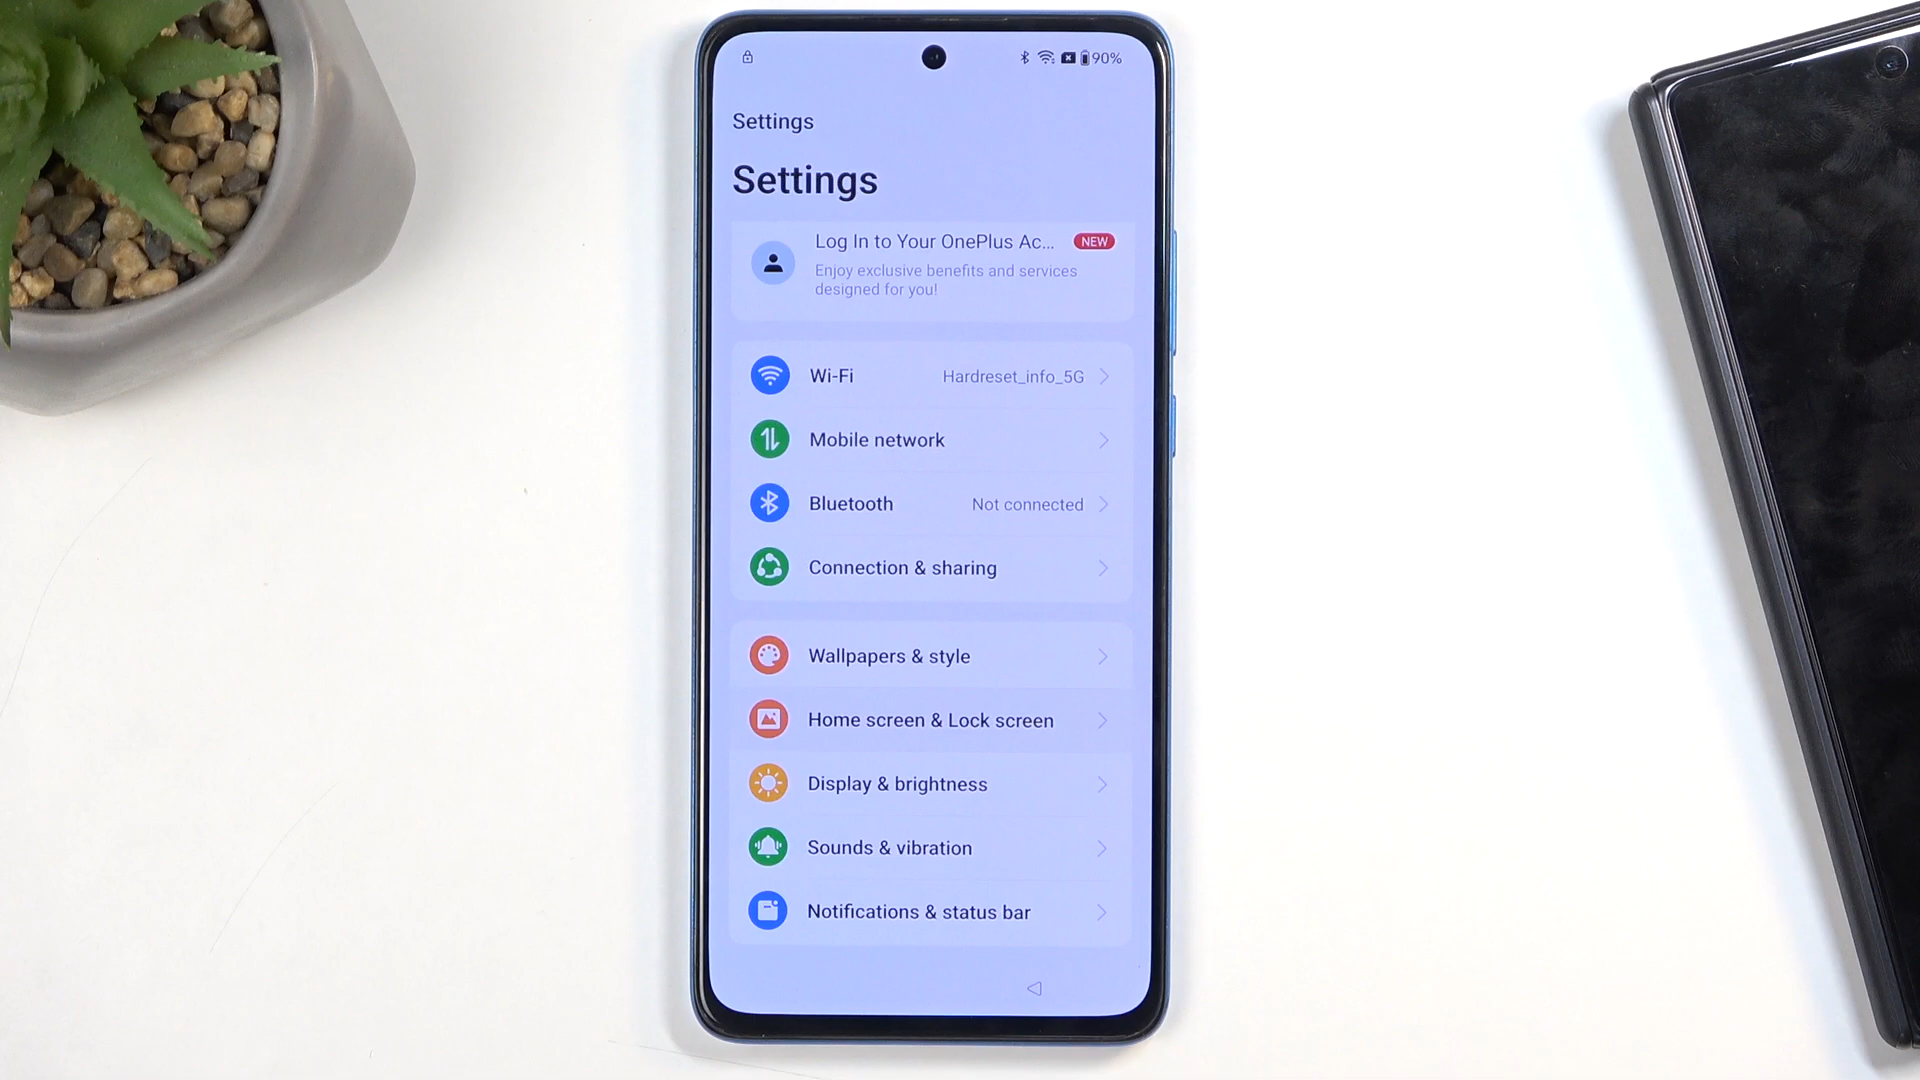 90%
Settings
Settings
Log In to Your OnePlus Ac... NEW
Enjoy exclusive benefits and services
designed for you!
Wi-Fi Hardreset_info_5G
Mobile network
Bluetooth Not connected
Connection & sharing
Wallpapers & style
Home screen & Lock screen
Display & brightness
Sounds & vibration
Notifications & status bar